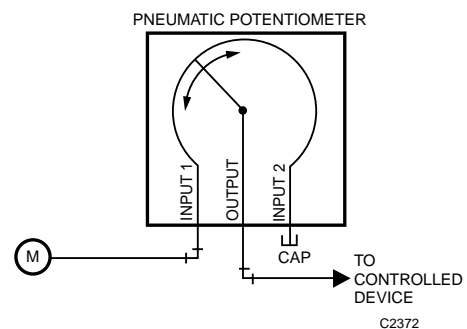 PNEUMATIC POTENTIOMETER
INPUT 1
OUTPUT
INPUT 2
M
CAP
TO
CONTROLLED
DEVICE
C2372